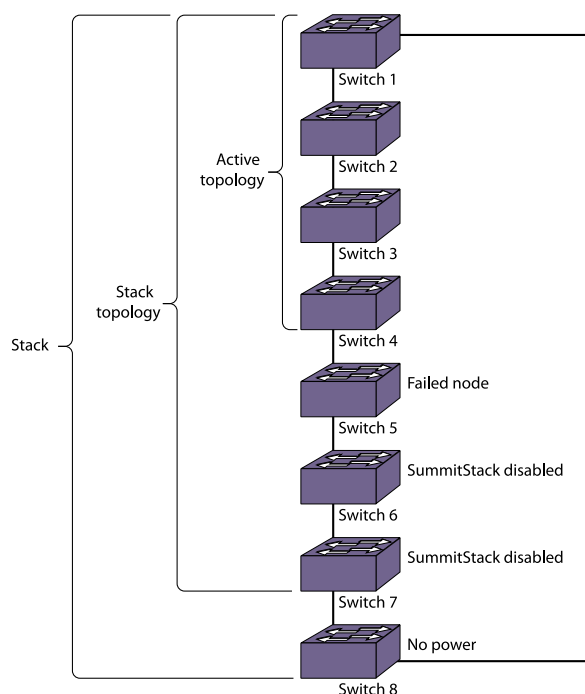 Switch 1
Switch 2
Active
topology
Switch 3
Stack
topology
Switch 4
Stack
Failed node
Switch 5
SummitStack disabled
Switch 6
SummitStack disabled
Switch 7
No power
Switch 8